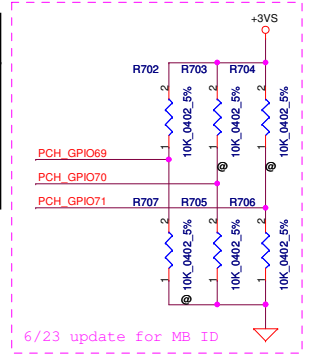 +3VS
R702 R703 R704
2 2 2
10K_0402_5% 10K_0402_5% 10K_0402_5%
1 1 1
@ @
PCH_GPIO69
PCH_GPIO70
PCH_GPIO71
R707 R705 R706
2 2 2
10K_0402_5% 10K_0402_5% 10K_0402_5%
1 1 1
@
6/23 update for MB ID